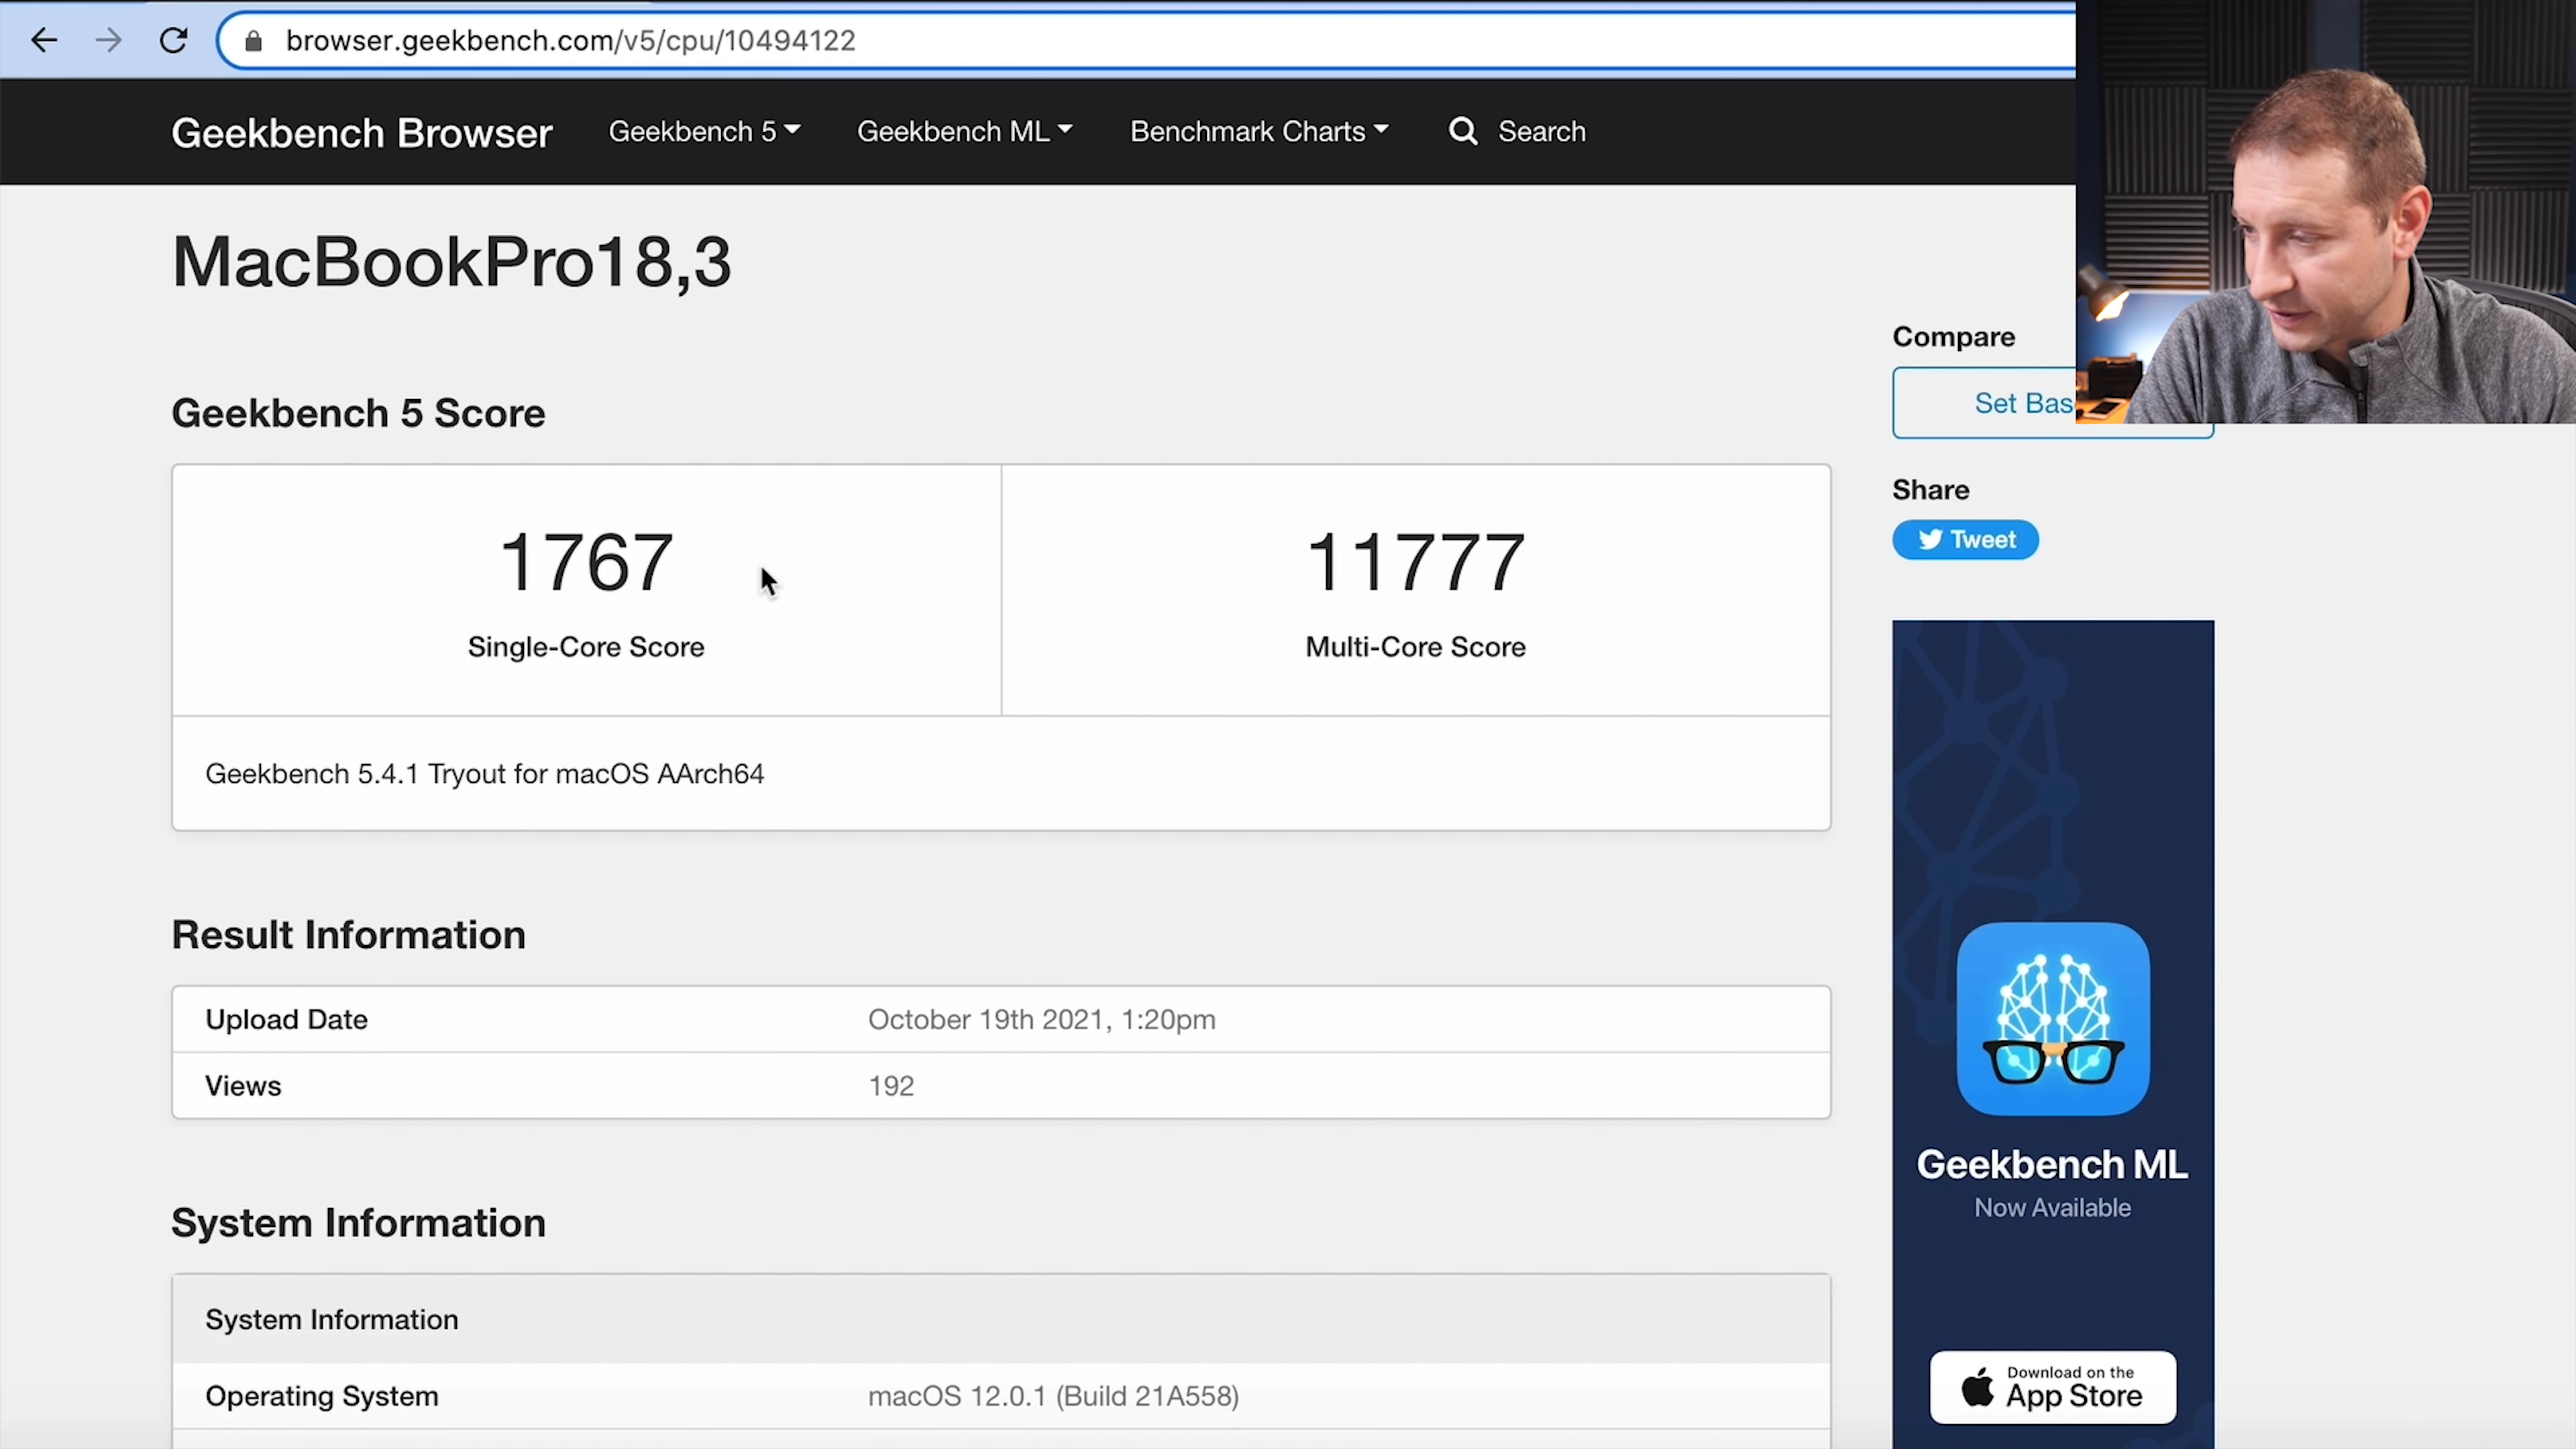 browser.geekbench.com/v5/cpu/10494122
Geekbench Browser Geekbench 5 Geekbench ML Benchmark Charts Search
MacBookPro18,3
Compare
Set Bas
Geekbench 5 Score
Share
Tweet
1767 11777
Single-Core Score Multi-Core Score
Geekbench 5.4.1 Tryout for macOS AArch64
Result Information
Upload Date October 19th 2021, 1:20pm
Views 192
Geekbench ML
Now Available
System Information
System Information
Operating System macOS 12.0.1 (Build 21A558)
Download on the
App Store